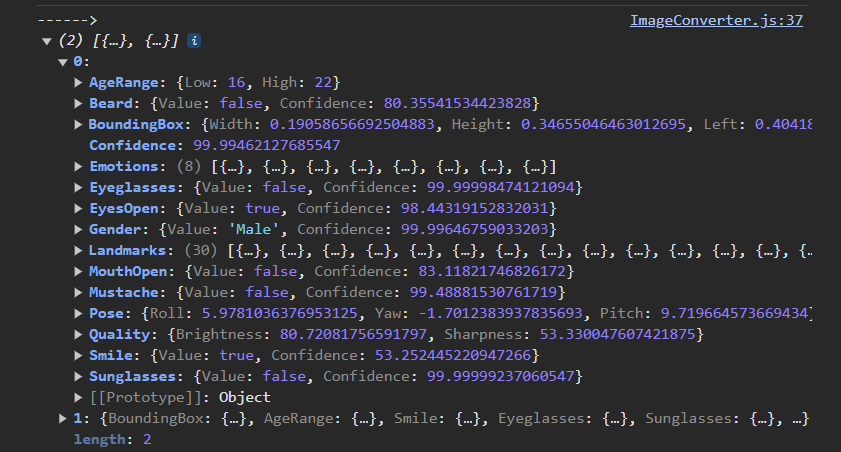 ------> ImageConverter.js:37
▼ (2) [{…}, {…}] i
▼ 0:
▶ AgeRange: {Low: 16, High: 22}
▶ Beard: {Value: false, Confidence: 80.35541534423828}
▶ BoundingBox: {Width: 0.19058656692504883, Height: 0.34655046463012695, Left: 0.40418
Confidence: 99.99462127685547
▶ Emotions: (8) [{…}, {…}, {…}, {…}, {…}, {…}, {…}, {…}]
▶ Eyeglasses: {Value: false, Confidence: 99.99998474121094}
▶ EyesOpen: {Value: true, Confidence: 98.44319152832031}
▶ Gender: {Value: 'Male', Confidence: 99.99646759033203}
▶ Landmarks: (30) [{…}, {…}, {…}, {…}, {…}, {…}, {…}, {…}, {…}, {…}, {…}, {…}, {…}, {…
▶ MouthOpen: {Value: false, Confidence: 83.11821746826172}
▶ Mustache: {Value: false, Confidence: 99.48881530761719}
▶ Pose: {Roll: 5.9781036376953125, Yaw: -1.7012383937835693, Pitch: 9.719664573669434}
▶ Quality: {Brightness: 80.72081756591797, Sharpness: 53.330047607421875}
▶ Smile: {Value: true, Confidence: 53.252445220947266}
▶ Sunglasses: {Value: false, Confidence: 99.99999237060547}
▶ [[Prototype]]: Object
▶ 1: {BoundingBox: {…}, AgeRange: {…}, Smile: {…}, Eyeglasses: {…}, Sunglasses: {…}, …}
length: 2